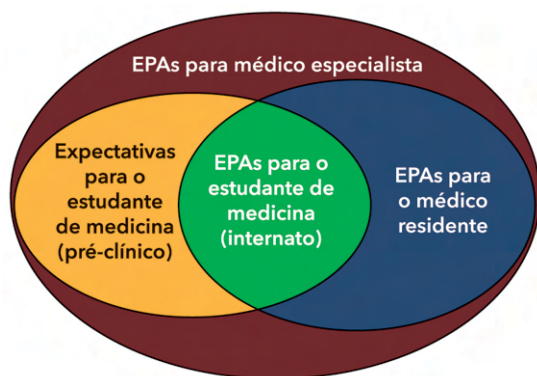 EPAs para médico especialista
Expectativas
para o
estudante
de medicina
(pré-clínico)
EPAs para o
estudante de
medicina
(internato)
EPAs para
o médico
residente